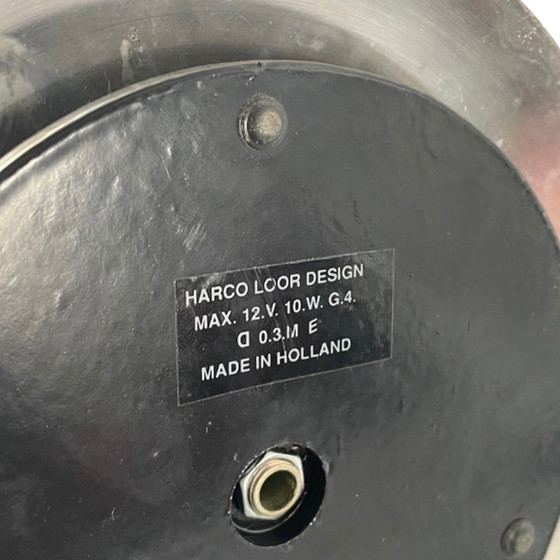 HARCO LOOR DESIGN
MAX. 12.V. 10.W. G.4.
0.3.M E
MADE IN HOLLAND